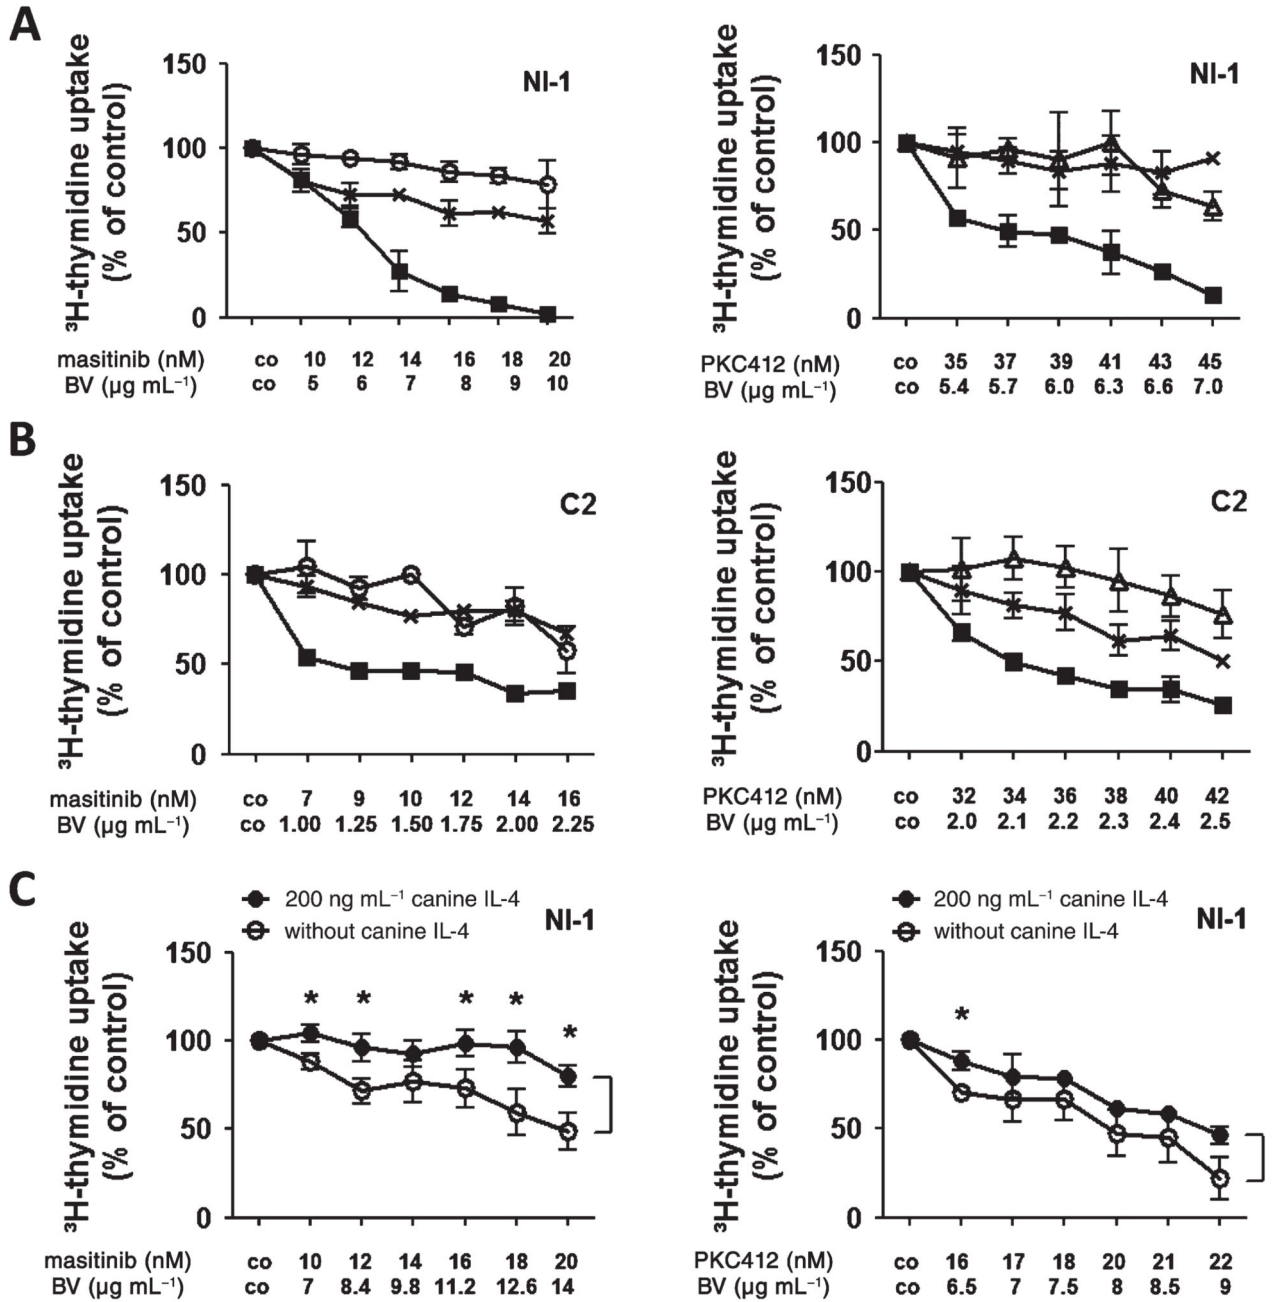 A
³H-thymidine uptake
(% of control)
150
100
50
0
NI-1
masitinib (nM) co 10 12 14 16 18 20
BV (µg mL⁻¹) co 5 6 7 8 9 10
³H-thymidine uptake
(% of control)
150
100
50
0
NI-1
PKC412 (nM) co 35 37 39 41 43 45
BV (µg mL⁻¹) co 5.4 5.7 6.0 6.3 6.6 7.0
B
³H-thymidine uptake
(% of control)
150
100
50
0
C2
masitinib (nM) co 7 9 10 12 14 16
BV (µg mL⁻¹) co 1.00 1.25 1.50 1.75 2.00 2.25
³H-thymidine uptake
(% of control)
150
100
50
0
C2
PKC412 (nM) co 32 34 36 38 40 42
BV (µg mL⁻¹) co 2.0 2.1 2.2 2.3 2.4 2.5
C
200 ng mL⁻¹ canine IL-4
without canine IL-4
NI-1
³H-thymidine uptake
(% of control)
150
100
50
0
* * * * *
masitinib (nM) co 10 12 14 16 18 20
BV (µg mL⁻¹) co 7 8.4 9.8 11.2 12.6 14
200 ng mL⁻¹ canine IL-4
without canine IL-4
NI-1
³H-thymidine uptake
(% of control)
150
100
50
0
*
PKC412 (nM) co 16 17 18 20 21 22
BV (µg mL⁻¹) co 6.5 7 7.5 8 8.5 9